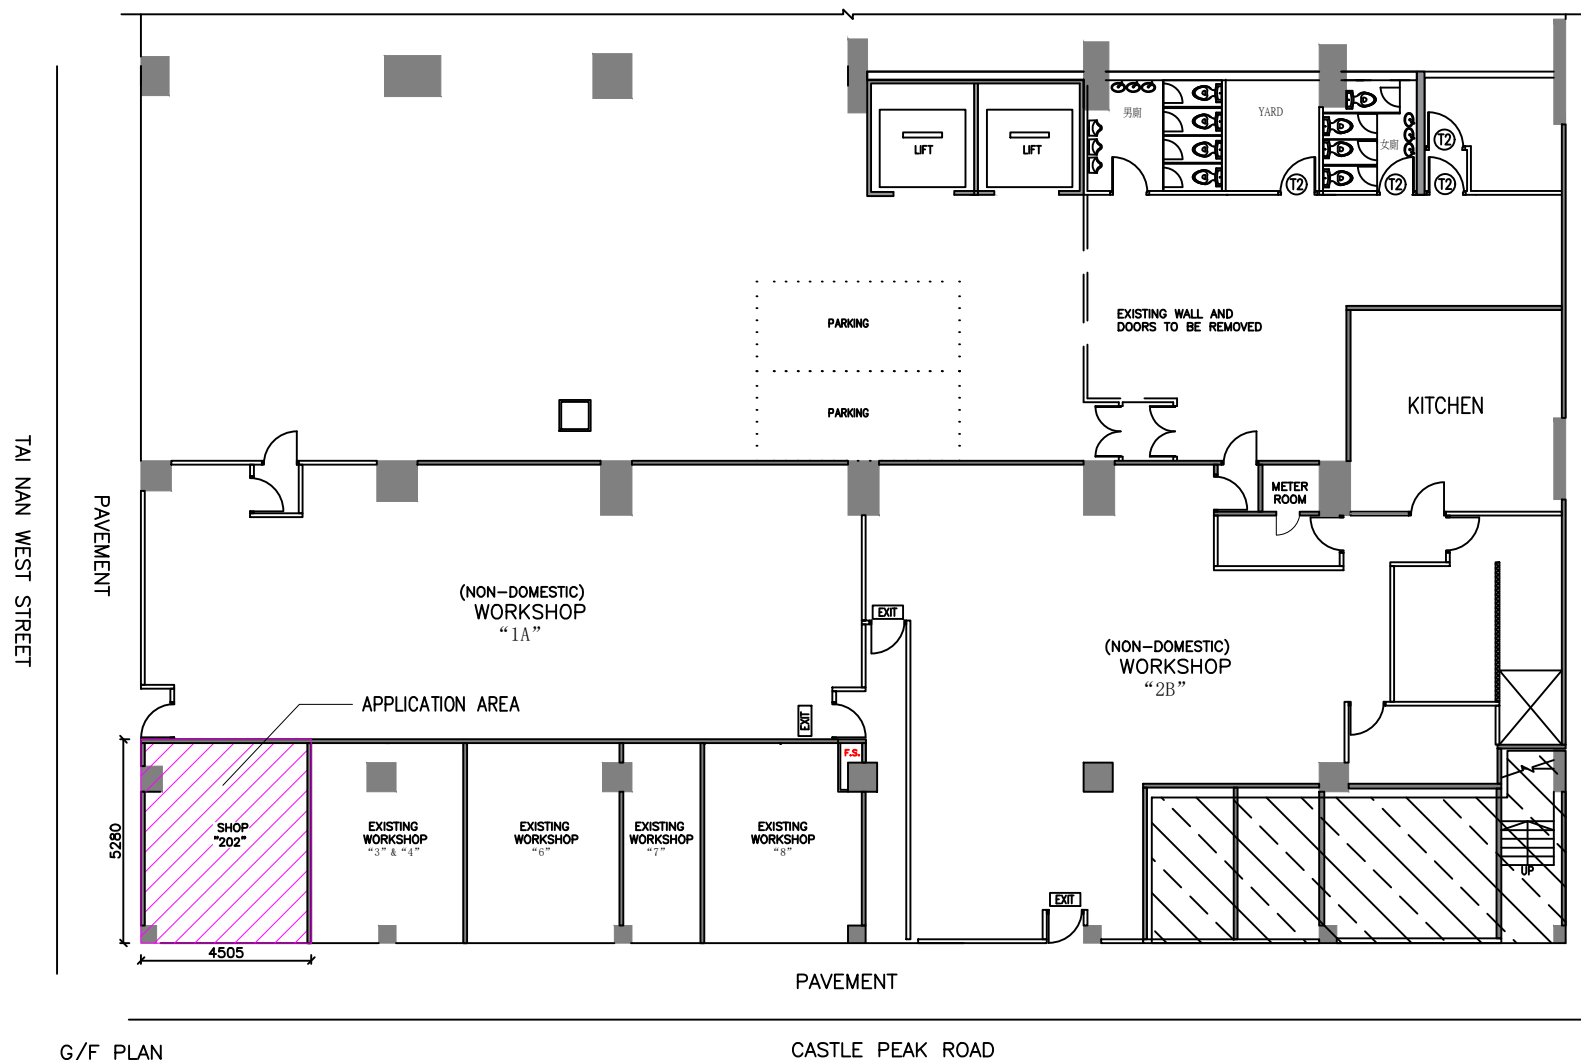 LIFT
LIFT
男廁
YARD
女廁
T2
T2
T2
T2
EXISTING WALL AND
DOORS TO BE REMOVED
PARKING
PARKING
KITCHEN
METER
ROOM
TAI NAN WEST STREET
PAVEMENT
(NON-DOMESTIC)
WORKSHOP
“1A”
EXIT
(NON-DOMESTIC)
WORKSHOP
“2B”
APPLICATION AREA
EXIT
F.S.
5280
SHOP
"202"
EXISTING
WORKSHOP
“3” & “4”
EXISTING
WORKSHOP
“6”
EXISTING
WORKSHOP
“7”
EXISTING
WORKSHOP
“8”
UP
EXIT
4505
PAVEMENT
G/F PLAN
CASTLE PEAK ROAD